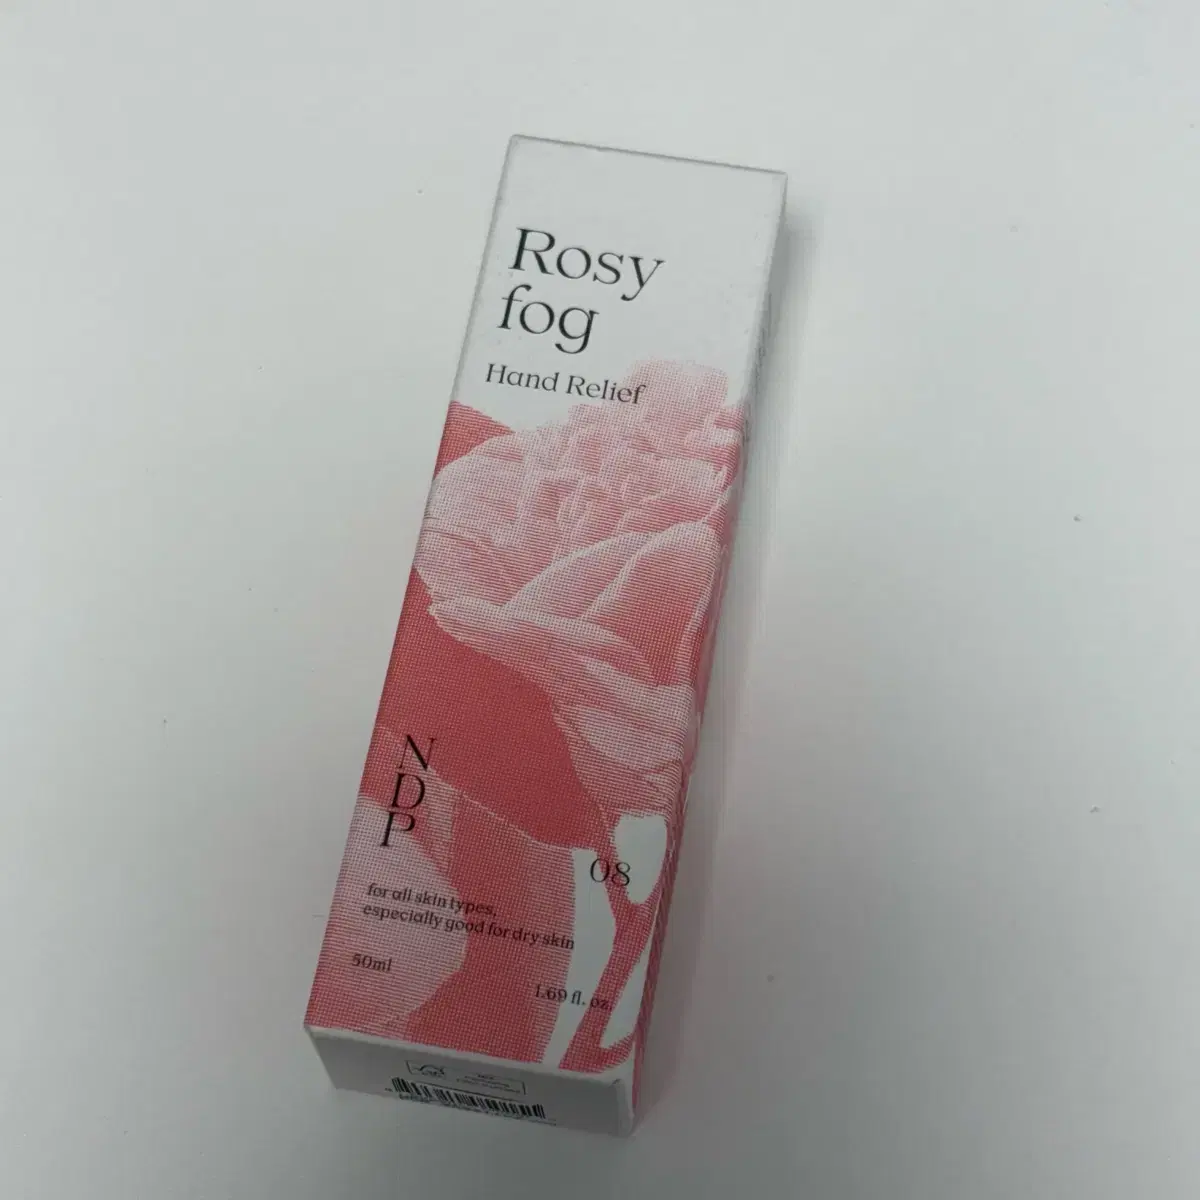 Rosy
fog
Hand Relief
N
D
P
08
for all skin types,
especially good for dry skin
50ml
1.69 fl. oz.